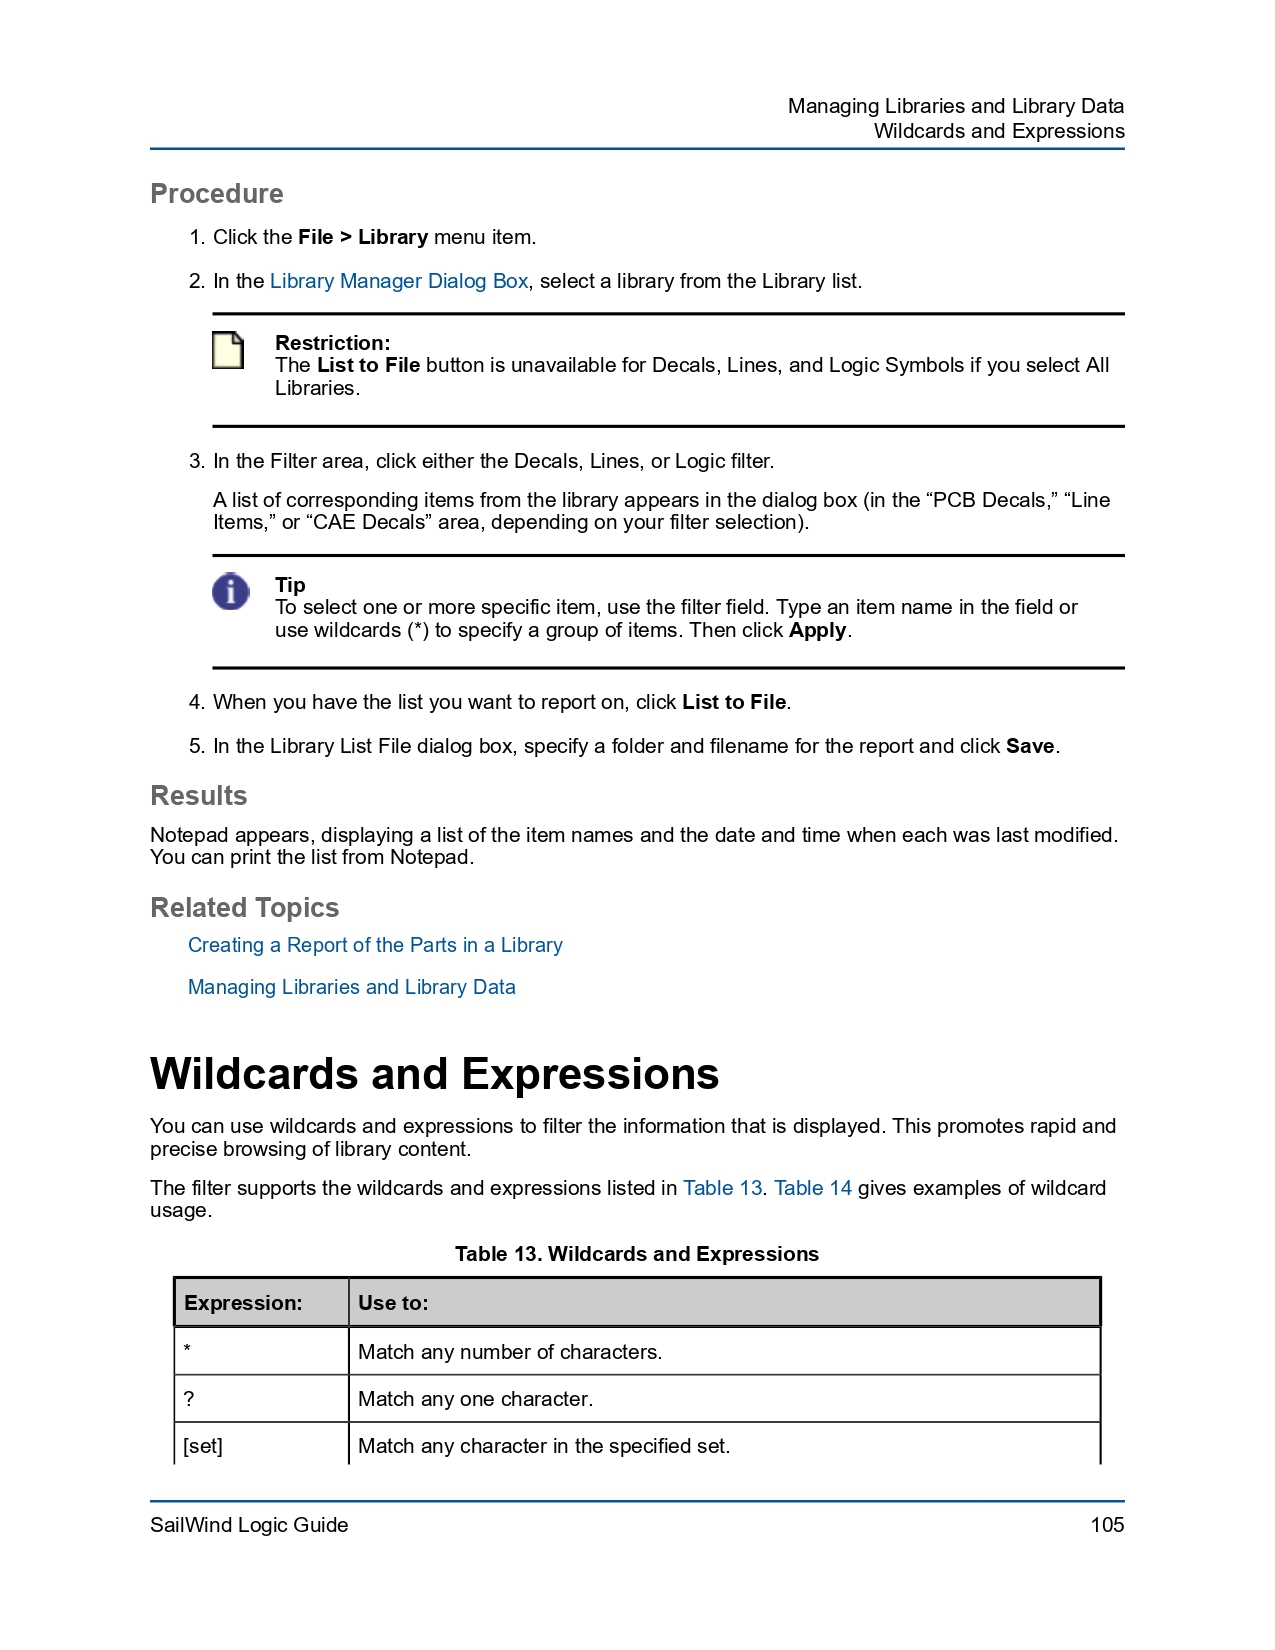 Managing Libraries and Library Data
Wildcards and Expressions
Procedure
1. Click the File > Library menu item.
2. In the Library Manager Dialog Box, select a library from the Library list.
Restriction:
The List to File button is unavailable for Decals, Lines, and Logic Symbols if you select All
Libraries.
3. In the Filter area, click either the Decals, Lines, or Logic filter.
A list of corresponding items from the library appears in the dialog box (in the “PCB Decals,” “Line
Items,” or “CAE Decals” area, depending on your filter selection).
Tip
To select one or more specific item, use the filter field. Type an item name in the field or
use wildcards (*) to specify a group of items. Then click Apply.
4. When you have the list you want to report on, click List to File.
5. In the Library List File dialog box, specify a folder and filename for the report and click Save.
Results
Notepad appears, displaying a list of the item names and the date and time when each was last modified.
You can print the list from Notepad.
Related Topics
Creating a Report of the Parts in a Library
Managing Libraries and Library Data
Wildcards and Expressions
You can use wildcards and expressions to filter the information that is displayed. This promotes rapid and
precise browsing of library content.
The filter supports the wildcards and expressions listed in Table 13. Table 14 gives examples of wildcard
usage.
Table 13. Wildcards and Expressions
Expression: Use to:
* Match any number of characters.
? Match any one character.
[set] Match any character in the specified set.
SailWind Logic Guide 105